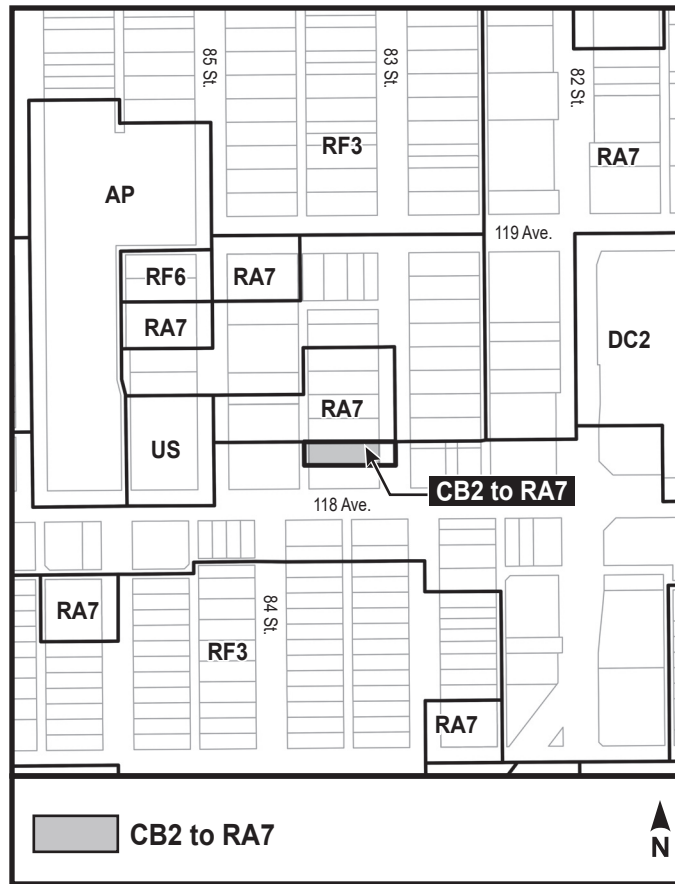 85 St.
83 St.
82 St.
RF3
RA7
AP
119 Ave.
RF6
RA7
RA7
DC2
RA7
US
CB2 to RA7
118 Ave.
RA7
84 St.
RF3
RA7
CB2 to RA7
N